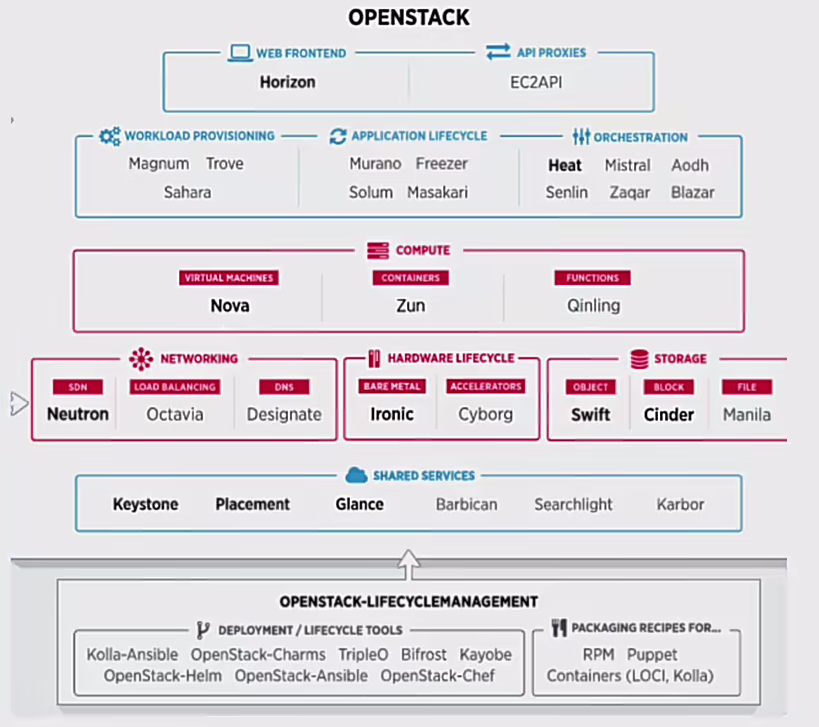 OPENSTACK
WEB FRONTEND API PROXIES
Horizon EC2API
WORKLOAD PROVISIONING APPLICATION LIFECYCLE ORCHESTRATION
Magnum Trove Murano Freezer Heat Mistral Aodh
Sahara Solum Masakari Senlin Zaqar Blazar
COMPUTE
VIRTUAL MACHINES CONTAINERS FUNCTIONS
Nova Zun Qinling
NETWORKING HARDWARE LIFECYCLE STORAGE
SDN LOAD BALANCING DNS BARE METAL ACCELERATORS OBJECT BLOCK FILE
Neutron Octavia Designate Ironic Cyborg Swift Cinder Manila
SHARED SERVICES
Keystone Placement Glance Barbican Searchlight Karbor
OPENSTACK-LIFECYCLEMANAGEMENT
DEPLOYMENT / LIFECYCLE TOOLS PACKAGING RECIPES FOR...
Kolla-Ansible OpenStack-Charms TripleO Bifrost Kayobe RPM Puppet
OpenStack-Helm OpenStack-Ansible OpenStack-Chef Containers (LOCI, Kolla)